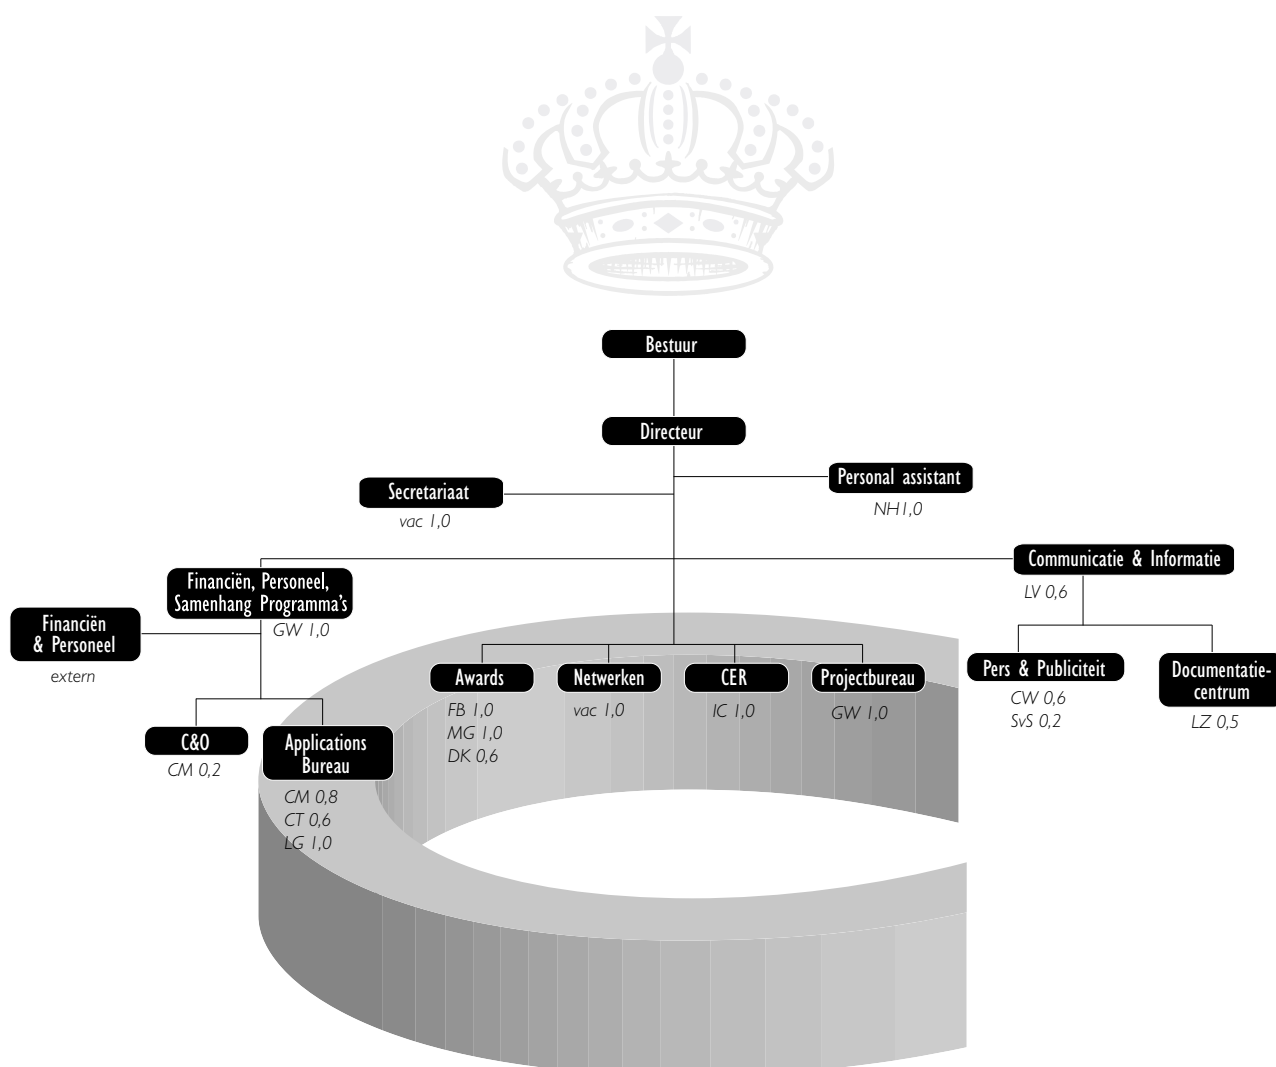 Bestuur
Directeur
Secretariaat
vac 1,0
Personal assistant
NH1,0
Financiën, Personeel,
Samenhang Programma's
GW 1,0
Communicatie & Informatie
LV 0,6
Financiën
& Personeel
extern
C&O
CM 0,2
Applications
Bureau
CM 0,8
CT 0,6
LG 1,0
Awards
FB 1,0
MG 1,0
DK 0,6
Netwerken
vac 1,0
CER
IC 1,0
Projectbureau
GW 1,0
Pers & Publiciteit
CW 0,6
SvS 0,2
Documentatie-
centrum
LZ 0,5